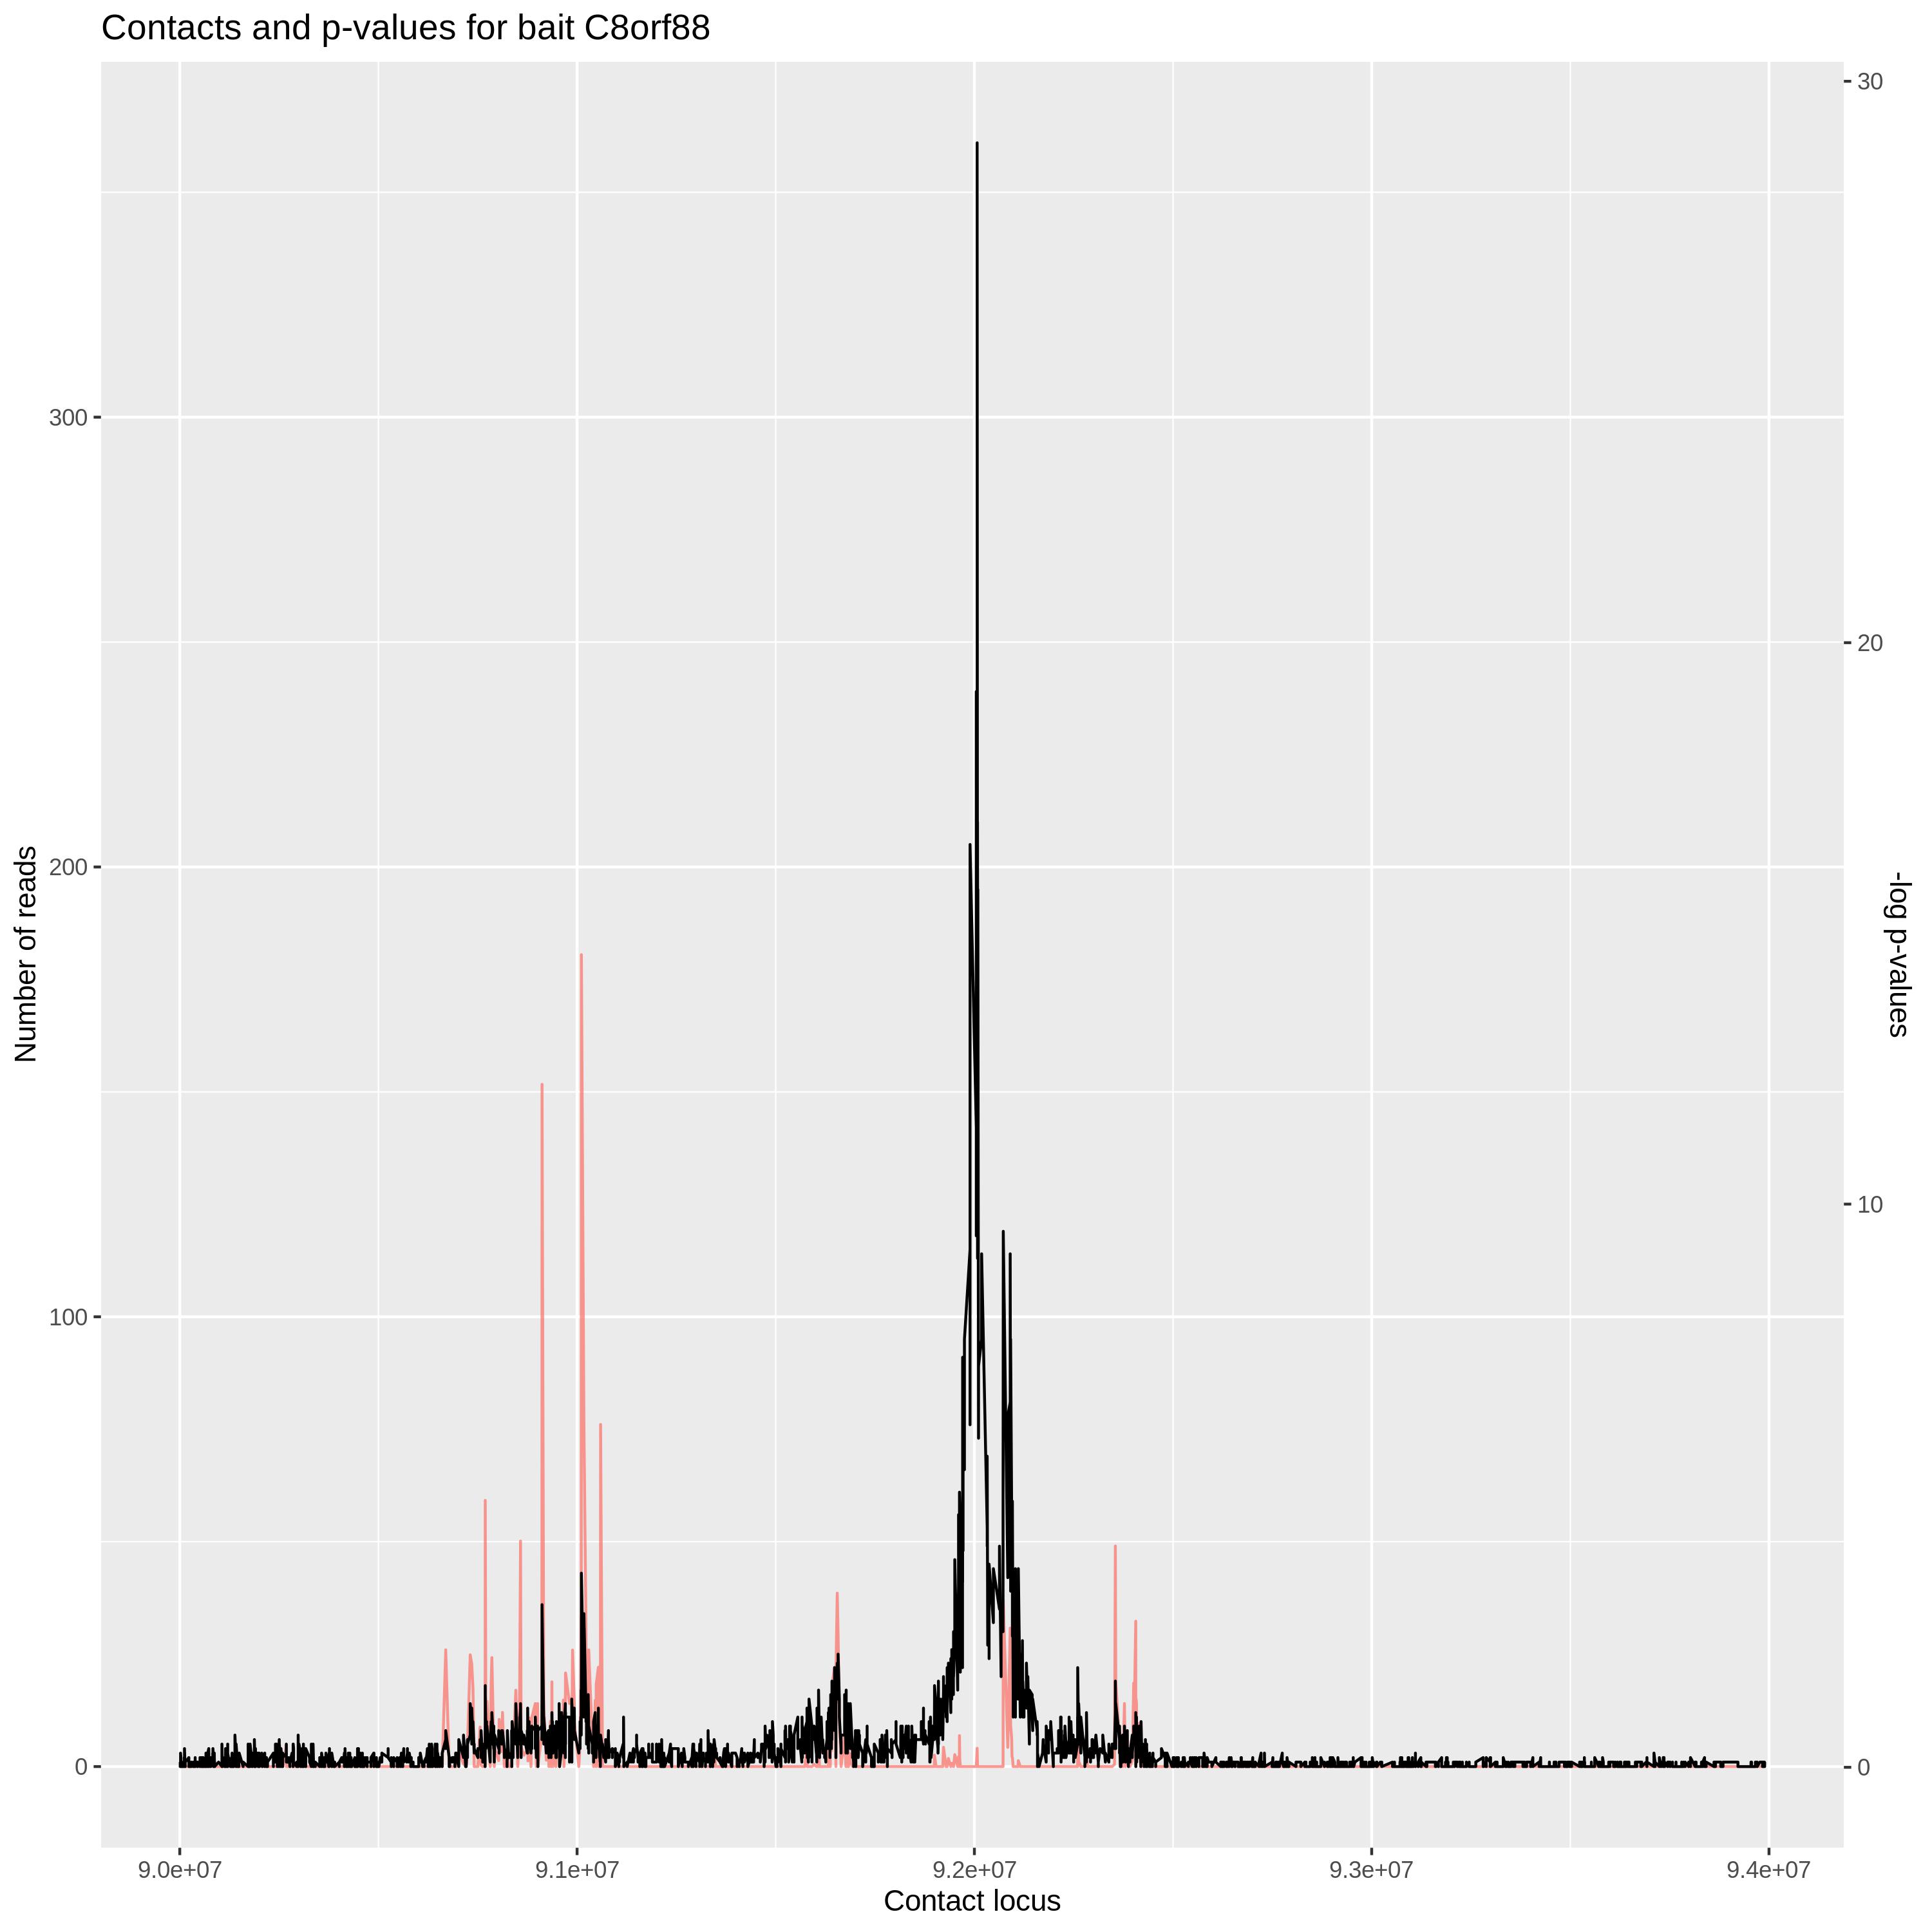 Contacts and p-values for bait C8orf88
30
300
20
200
Number of reads
-log p-values
10
100
0
0
9.0e+07
9.1e+07
9.2e+07
9.3e+07
9.4e+07
Contact locus